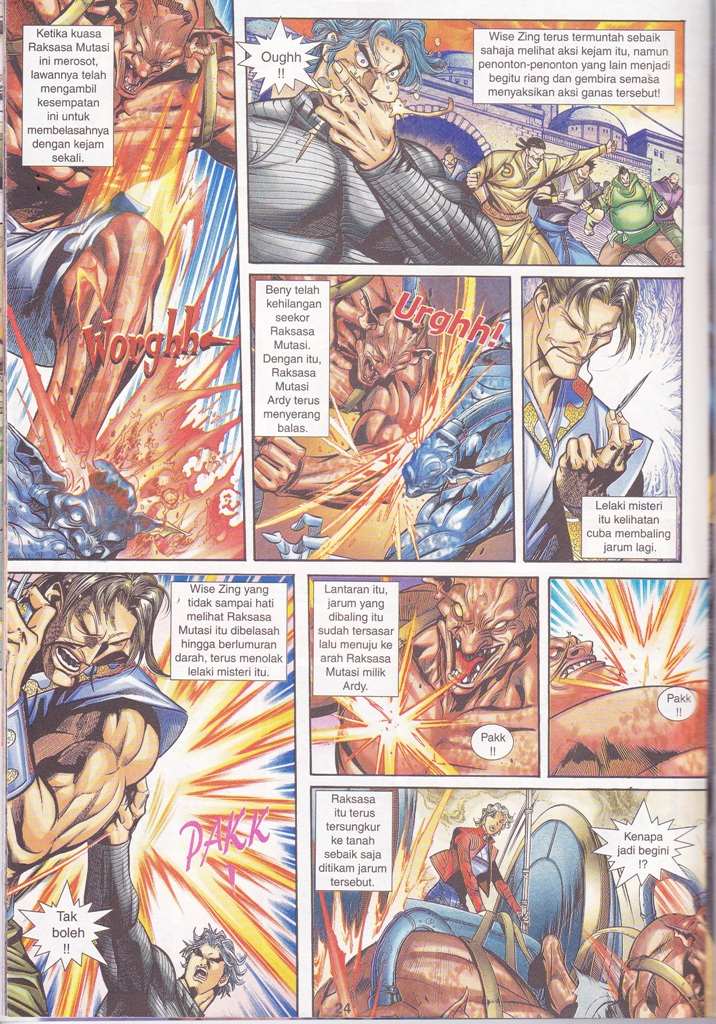 Ketika kuasa
Raksasa Mutasi
ini merosot,
lawannya telah
mengambil
kesempatan
ini untuk
membelasahnya
dengan kejam
sekali.
Worghh
Oughh
!!
Wise Zing terus termuntah sebaik
sahaja melihat aksi kejam itu, namun
penonton-penonton yang lain menjadi
begitu riang dan gembira semasa
menyaksikan aksi ganas tersebut!
Beny telah
kehilangan
seekor
Raksasa
Mutasi.
Dengan itu,
Raksasa
Mutasi
Ardy terus
menyerang
balas.
Urghh!
Lelaki misteri
itu kelihatan
cuba membaling
jarum lagi.
Wise Zing yang
tidak sampai hati
melihat Raksasa
Mutasi itu dibelasah
hingga berlumuran
darah, terus menolak
lelaki misteri itu.
PAKK
Tak
boleh
!!
Lantaran itu,
jarum yang
dibaling itu
sudah tersasar
lalu menuju ke
arah Raksasa
Mutasi milik
Ardy.
Pakk
!!
Pakk
!!
Raksasa
itu terus
tersungkur
ke tanah
sebaik saja
ditikam jarum
tersebut.
Kenapa
jadi begini
!?
24